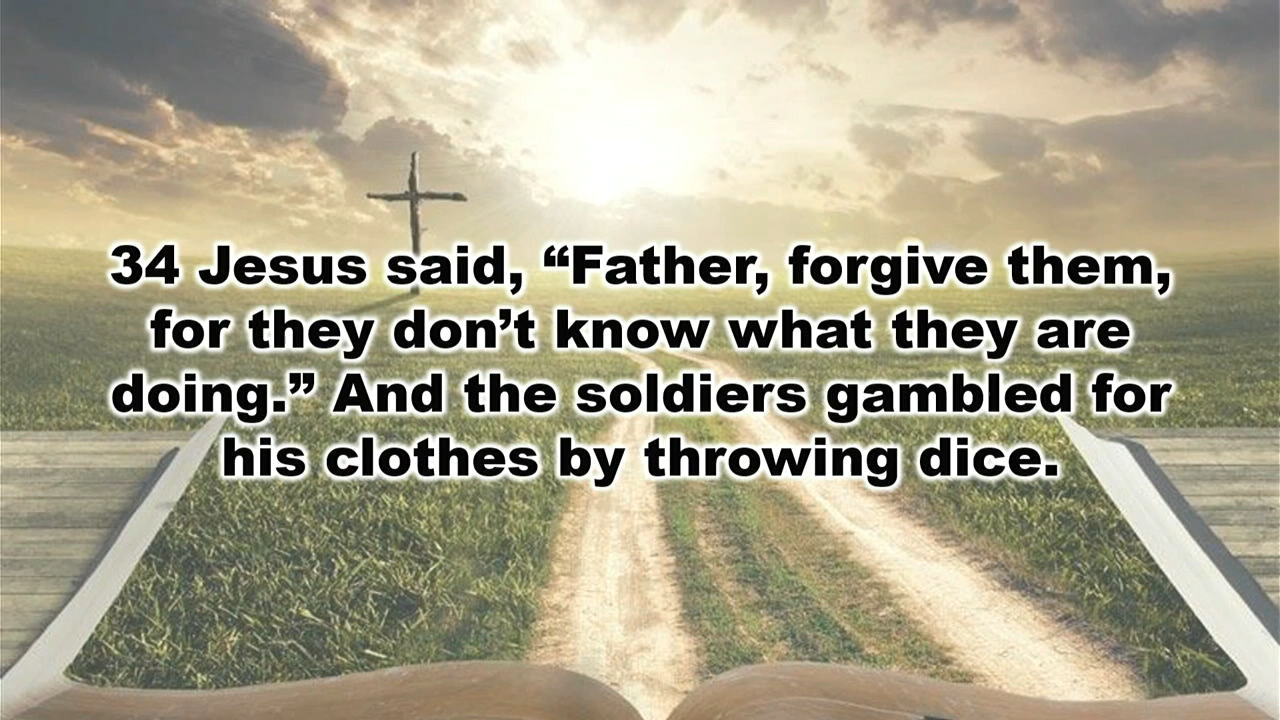 34 Jesus said, “Father, forgive them,
for they don’t know what they are
doing.” And the soldiers gambled for
his clothes by throwing dice.